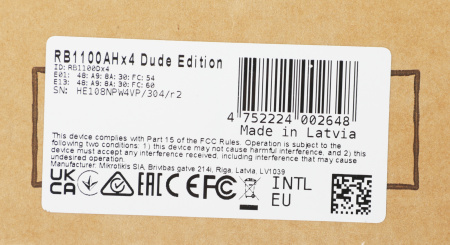 RB1100AHx4 Dude Edition
ID: RB1100Dx4
E01: 48:A9:8A:30:FC:54
E13: 48:A9:8A:30:FC:60
SN: HE108NPW4VP/304/r2
4 752224 002648
Made in Latvia
This device complies with Part 15 of the FCC Rules. Operation is subject to the
following two conditions: 1) this device may not cause harmful interference, and 2) this
device must accept any interference received, including interference that may cause
undesired operation.
Manufacturer: Mikrotikls SIA, Brivibas gatve 214i, Riga, Latvia, LV1039
UK CA EAC CE FC INTL
EU